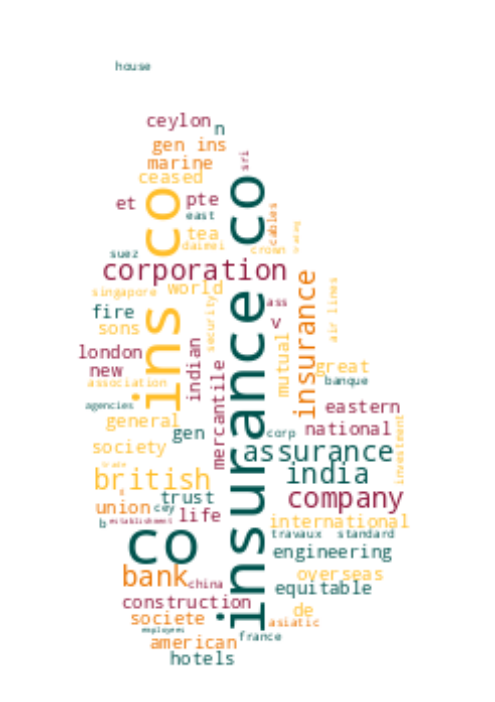 house
ceylon
n
gen ins
marine
sri
ceased
et
pte
east
co
co
cables
tea
daimei
crown
suez
corporation
world
singapore
ass
fire
sons
v
security
air lines
london
new
indian
ins
insurance co
insurance
mutual
great
banque
association
agencies
mercantile
eastern
general
gen
corp
national
society
assurance
investment
british
india
trust
company
union
cey
life
b
establishment
international
co
travaux
standard
engineering
bank
china
overseas
equitable
construction
de
societe
asiatic
employees
american
france
hotels